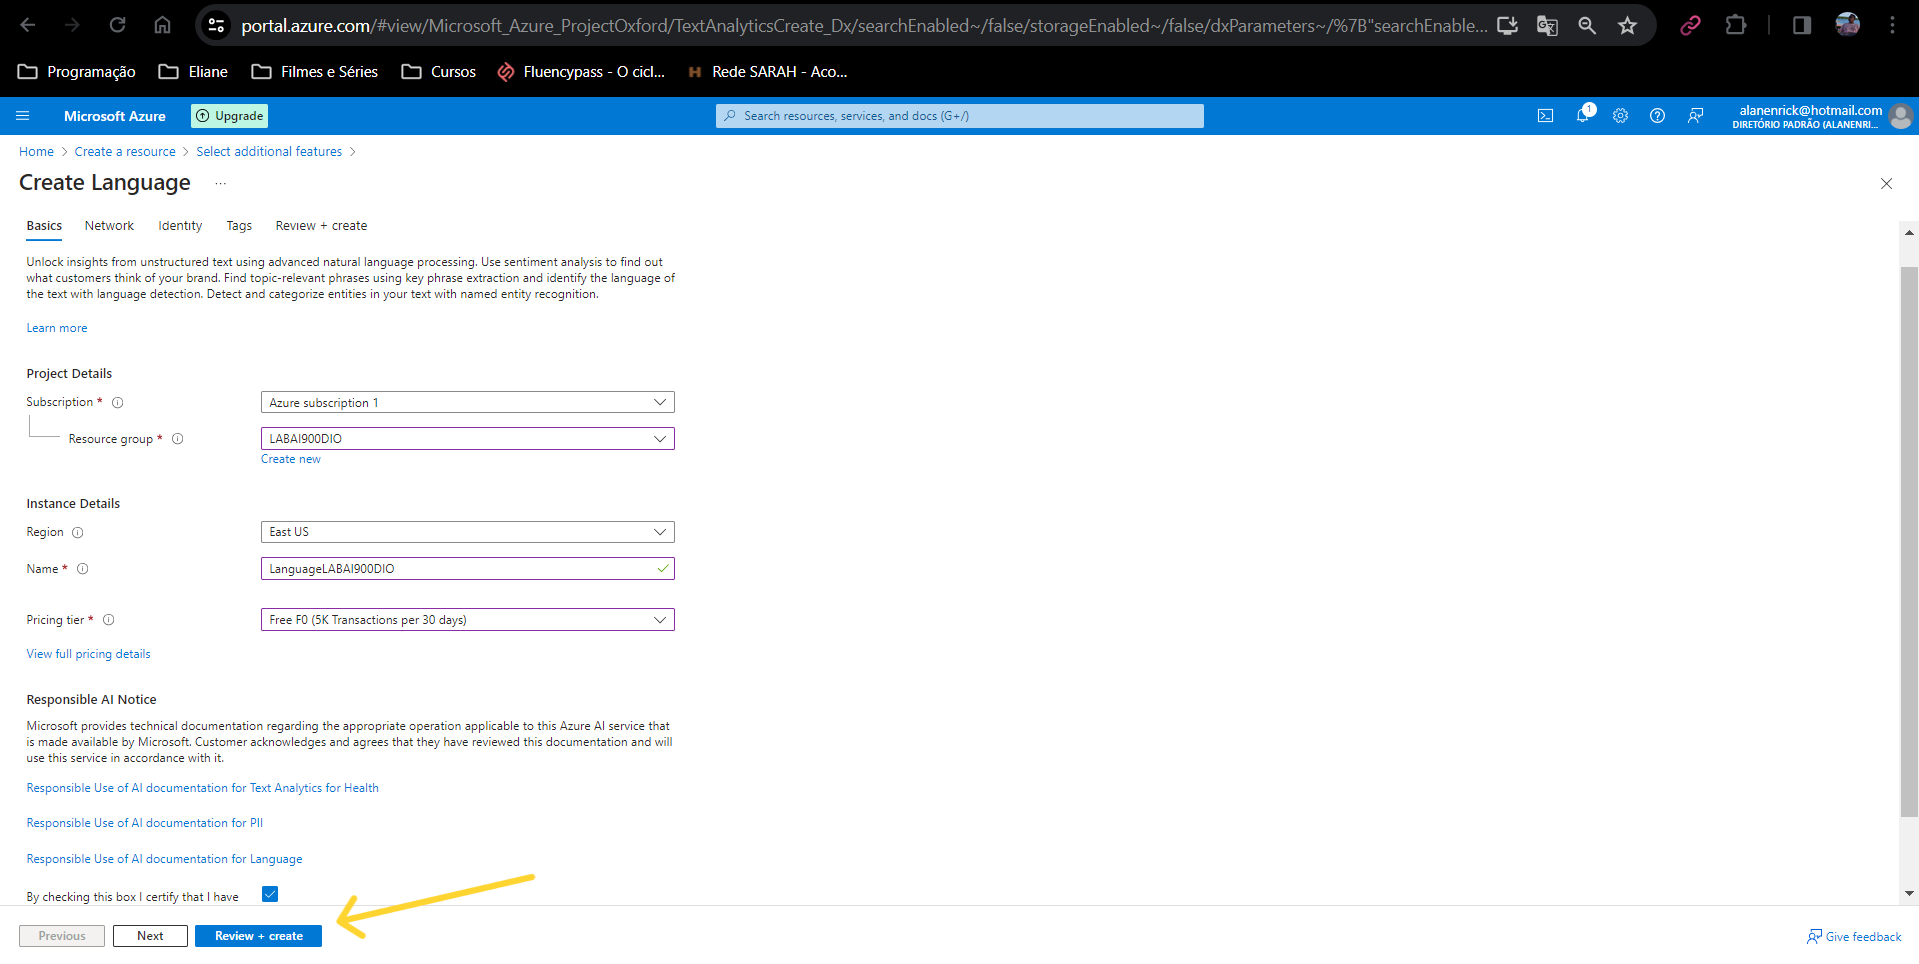 portal.azure.com/#view/Microsoft_Azure_ProjectOxford/TextAnalyticsCreate_Dx/searchEnabled~/false/storageEnabled~/false/dxParameters~/%7B"searchEnable...
Programação
Eliane
Filmes e Séries
Cursos
Fluencypass - O cicl...
Rede SARAH - Aco...
Microsoft Azure
Upgrade
Search resources, services, and docs (G+/)
1
alanenrick@hotmail.com
DIRETÓRIO PADRÃO (ALANENRI...
Home > Create a resource > Select additional features >
Create Language ...
Basics
Network
Identity
Tags
Review + create
Unlock insights from unstructured text using advanced natural language processing. Use sentiment analysis to find out
what customers think of your brand. Find topic-relevant phrases using key phrase extraction and identify the language of
the text with language detection. Detect and categorize entities in your text with named entity recognition.
Learn more
Project Details
Subscription *
Azure subscription 1
Resource group *
LABAI900DIO
Create new
Instance Details
Region
East US
Name *
LanguageLABAI900DIO
Pricing tier *
Free F0 (5K Transactions per 30 days)
View full pricing details
Responsible AI Notice
Microsoft provides technical documentation regarding the appropriate operation applicable to this Azure AI service that
is made available by Microsoft. Customer acknowledges and agrees that they have reviewed this documentation and will
use this service in accordance with it.
Responsible Use of AI documentation for Text Analytics for Health
Responsible Use of AI documentation for PII
Responsible Use of AI documentation for Language
By checking this box I certify that I have
Previous
Next
Review + create
Give feedback